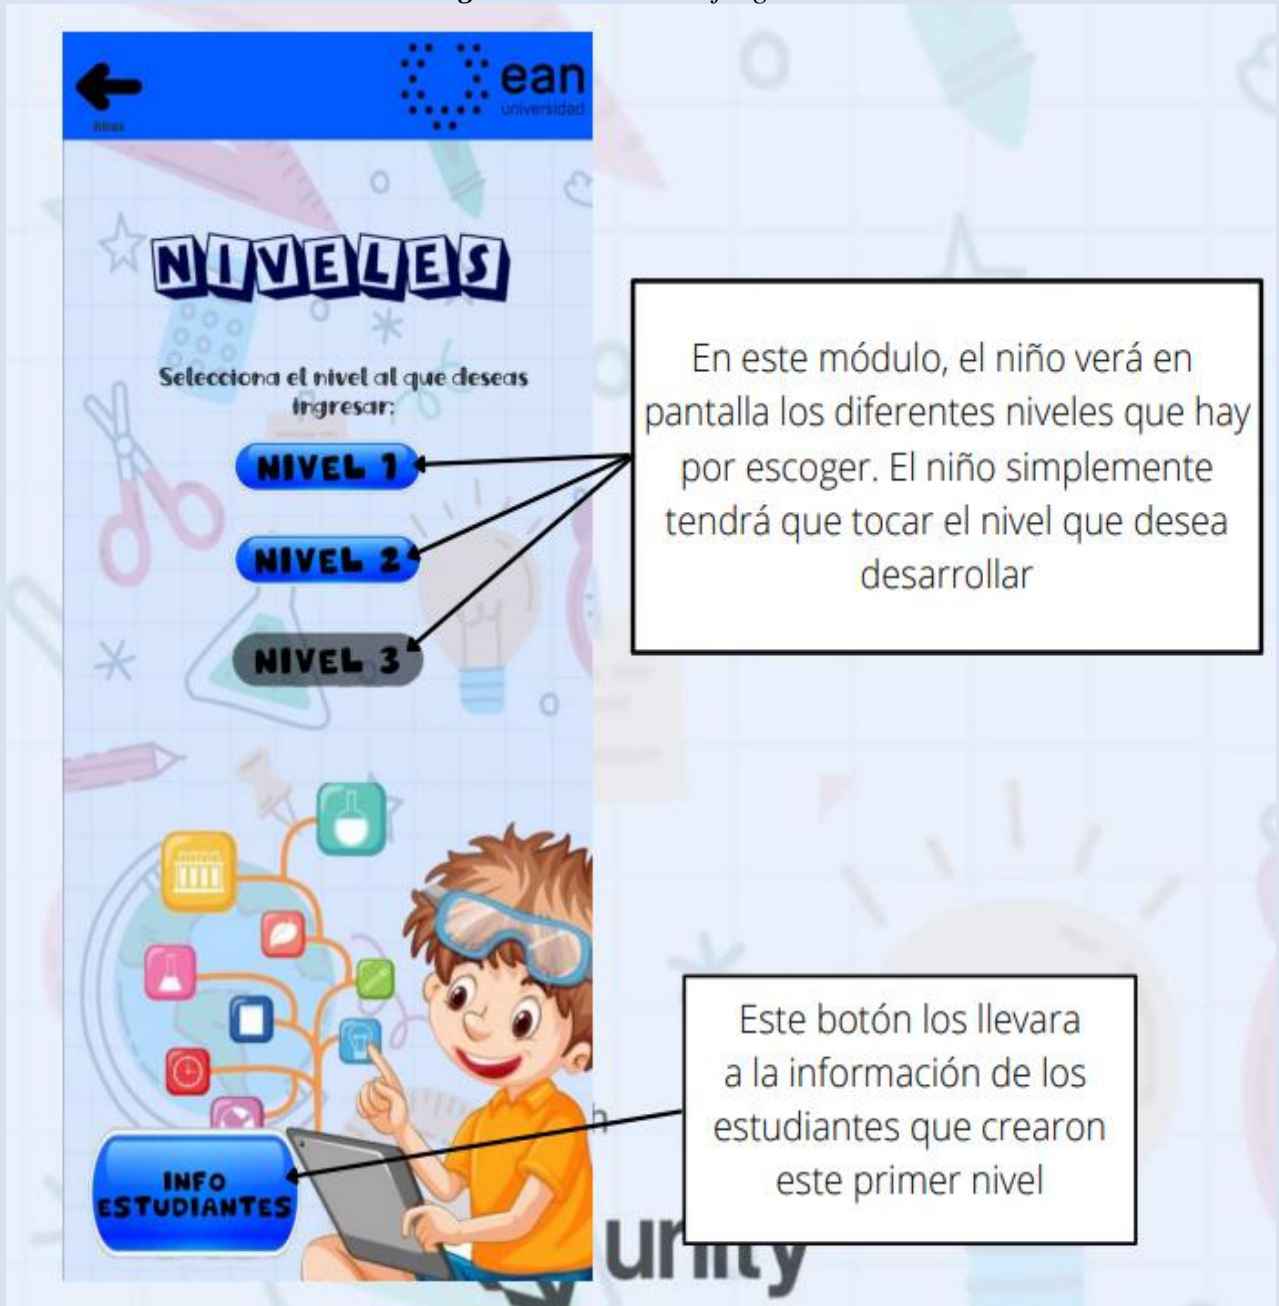 ean
universidad
Atras
NIVELES
Selecciona el nivel al que deseas
ingresar:
NIVEL 1
NIVEL 2
NIVEL 3
En este módulo, el niño verá en
pantalla los diferentes niveles que hay
por escoger. El niño simplemente
tendrá que tocar el nivel que desea
desarrollar
INFO
ESTUDIANTES
Este botón los llevara
a la información de los
estudiantes que crearon
este primer nivel
unity